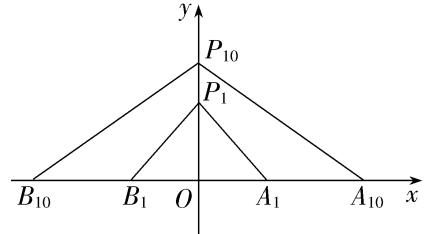 y
P₁₀
P₁
B₁₀ B₁ O A₁ A₁₀ x